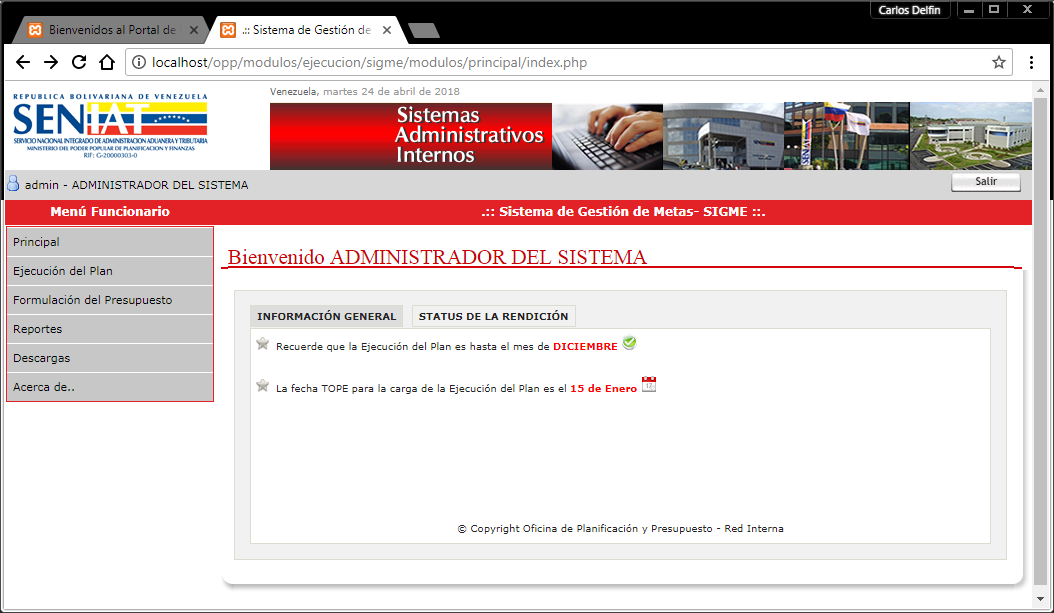 Carlos Delfin
Bienvenidos al Portal de
.:: Sistema de Gestión de
localhost/opp/modulos/ejecucion/sigme/modulos/principal/index.php
REPUBLICA BOLIVARIANA DE VENEZUELA
SENIAT
SERVICIO NACIONAL INTEGRADO DE ADMINISTRACION ADUANERA Y TRIBUTARIA
MINISTERIO DEL PODER POPULAR DE PLANIFICACION Y FINANZAS
RIF: G-20000303-0
Venezuela, martes 24 de abril de 2018
Sistemas
Administrativos
Internos
admin - ADMINISTRADOR DEL SISTEMA
Salir
Menú Funcionario
.:: Sistema de Gestión de Metas- SIGME ::.
Principal
Ejecución del Plan
Formulación del Presupuesto
Reportes
Descargas
Acerca de..
Bienvenido ADMINISTRADOR DEL SISTEMA
INFORMACIÓN GENERAL
STATUS DE LA RENDICIÓN
Recuerde que la Ejecución del Plan es hasta el mes de DICIEMBRE
La fecha TOPE para la carga de la Ejecución del Plan es el 15 de Enero
© Copyright Oficina de Planificación y Presupuesto - Red Interna